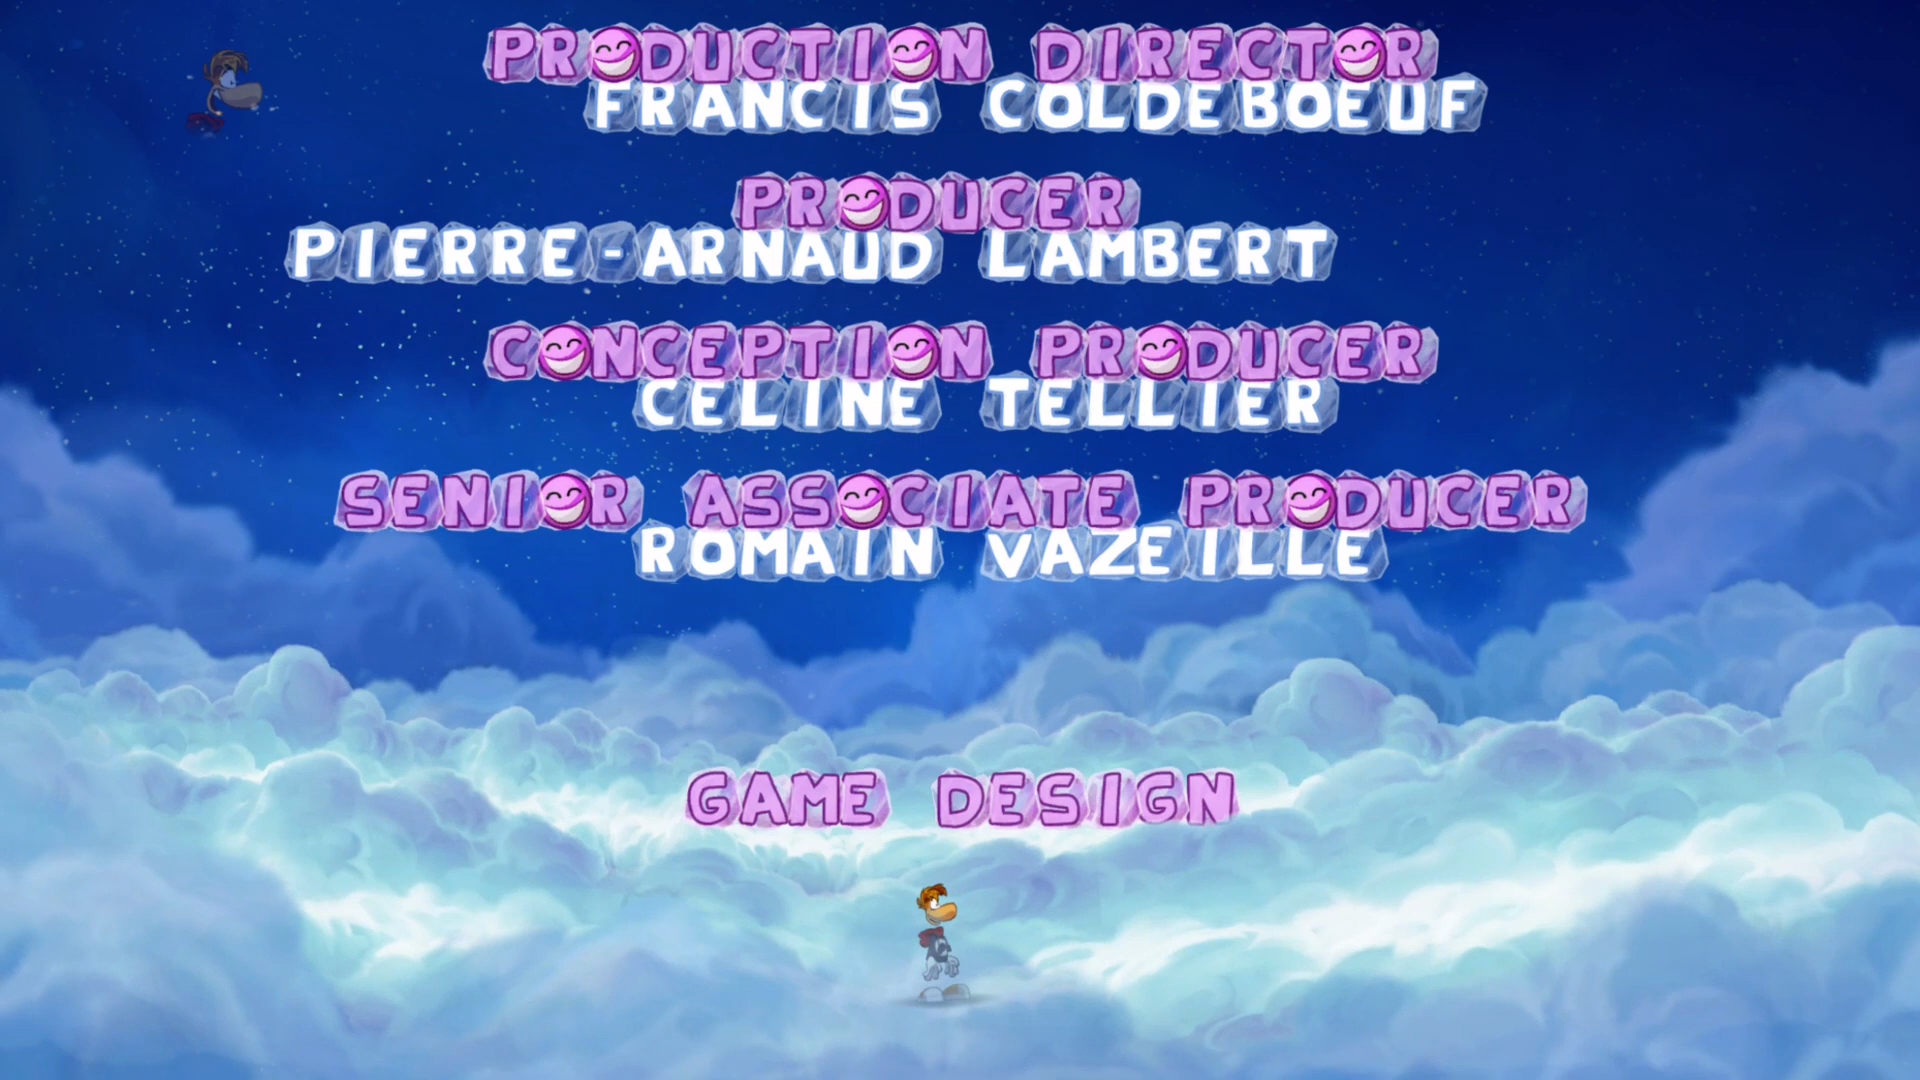 PRODUCTION DIRECTOR
FRANCIS COLDEBOEUF
PRODUCER
PIERRE-ARNAUD LAMBERT
CONCEPTION PRODUCER
CELINE TELLIER
SENIOR ASSOCIATE PRODUCER
ROMAIN VAZEILLE
GAME DESIGN